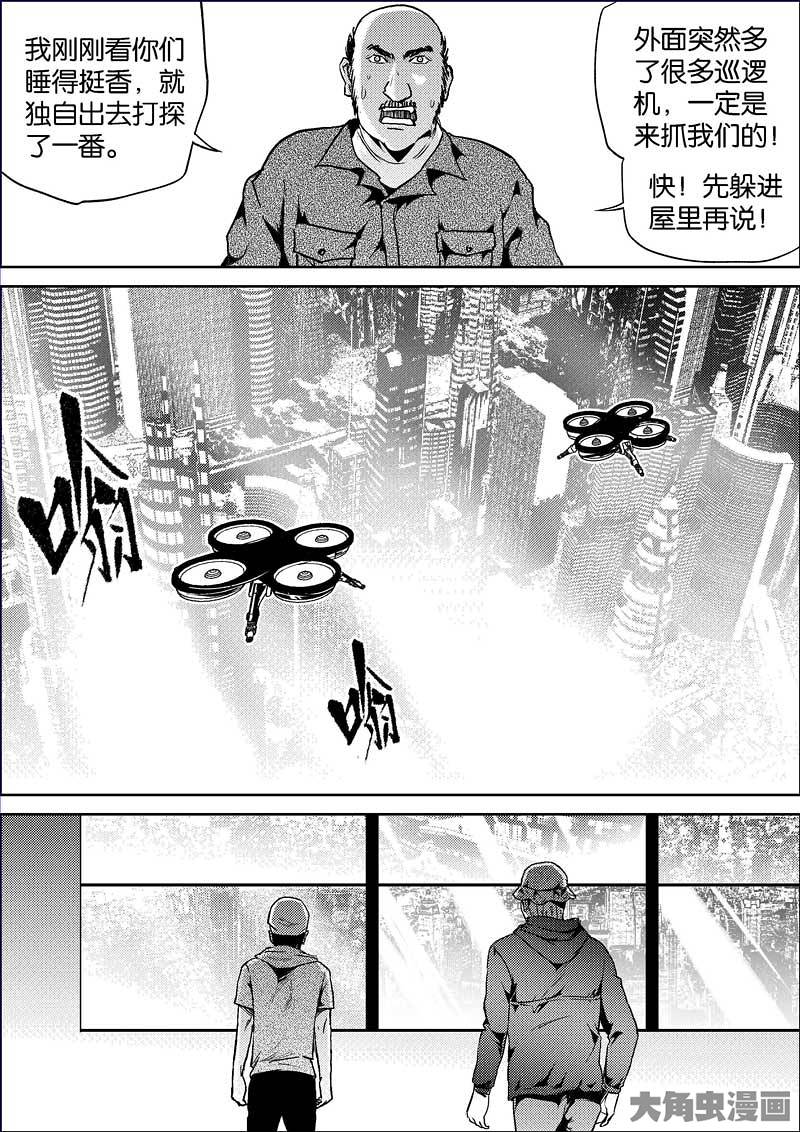 我刚刚看你们
睡得挺香，就
独自出去打探
了一番。
外面突然多
了很多巡逻
机，一定是
来抓我们的！
快！先躲进
屋里再说！
嗡
嗡
大角虫漫画